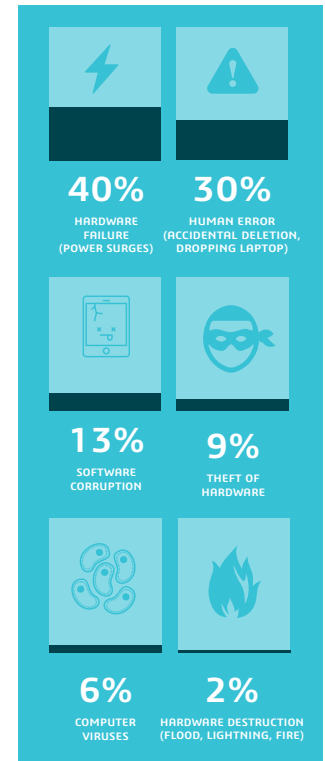 40%
HARDWARE
FAILURE
(POWER SURGES)
30%
HUMAN ERROR
(ACCIDENTAL DELETION,
DROPPING LAPTOP)
13%
SOFTWARE
CORRUPTION
9%
THEFT OF
HARDWARE
6%
COMPUTER
VIRUSES
2%
HARDWARE DESTRUCTION
(FLOOD, LIGHTNING, FIRE)